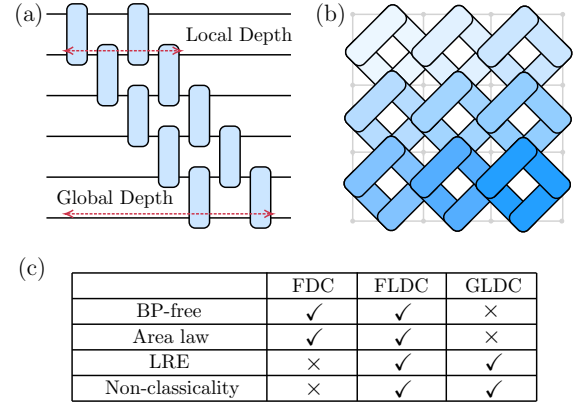 (a)
Local Depth
Global Depth
(b)
(c)
FDC FLDC GLDC
BP-free ✓ ✓ ×
Area law ✓ ✓ ×
LRE × ✓ ✓
Non-classicality × ✓ ✓